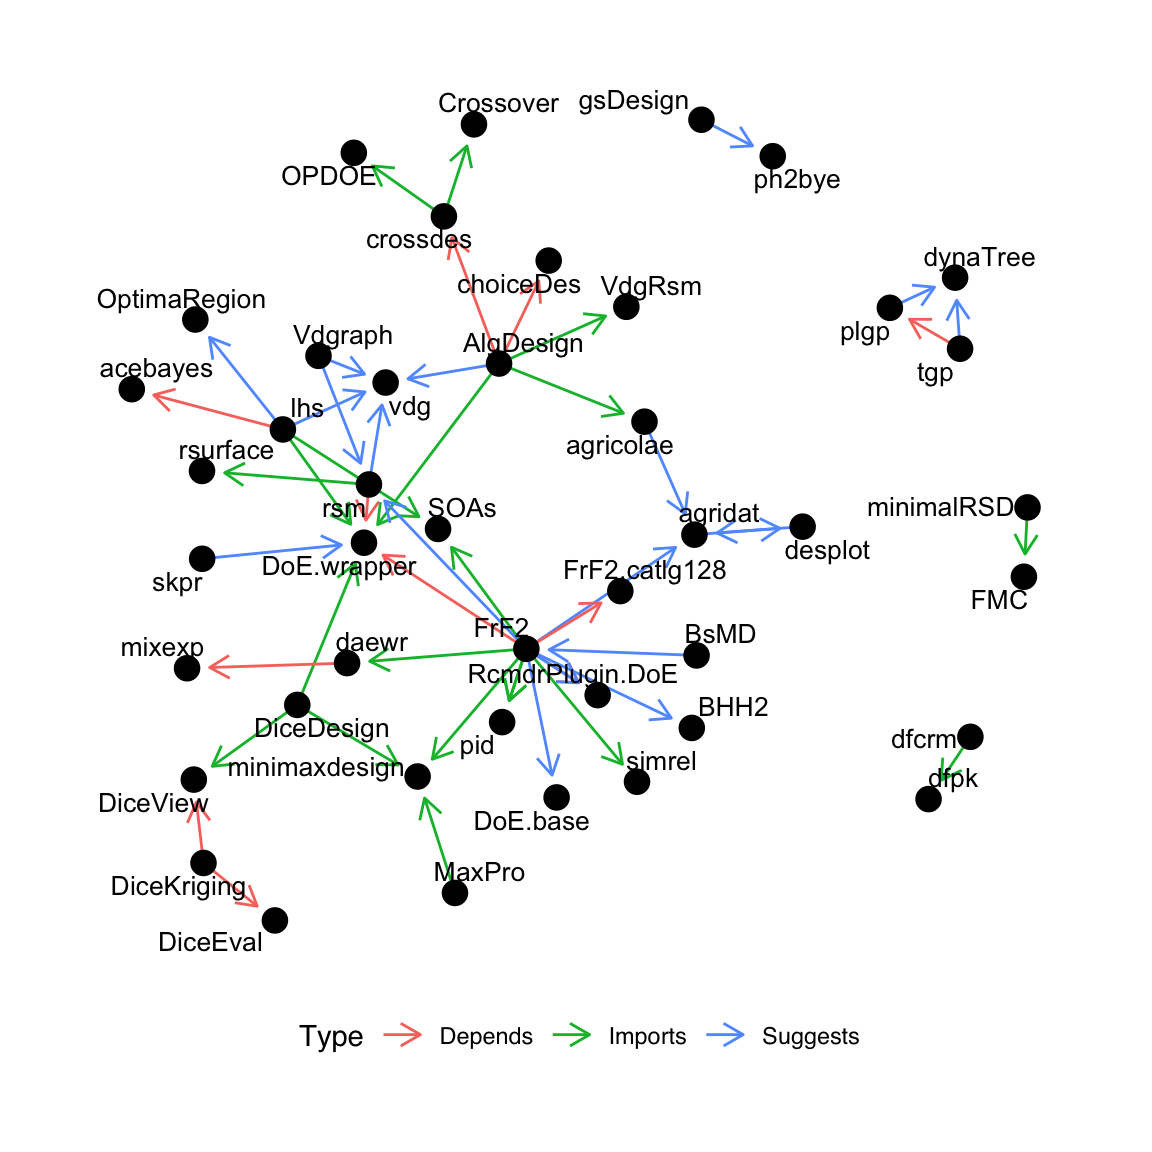 Crossover
gsDesign
OPDOE
ph2bye
crossdes
dynaTree
choiceDes
VdgRsm
OptimaRegion
plgp
Vdgraph
AlgDesign
acebayes
tgp
lhs
vdg
rsurface
agricolae
rsm
SOAs
agridat
minimalRSD
desplot
DoE.wrapper
skpr
FrF2.catlg128
FMC
FrF2
BsMD
mixexp
daewr
RcmdrPlugin.DoE
BHH2
DiceDesign
pid
dfcrm
minimaxdesign
simrel
dfpk
DiceView
DoE.base
MaxPro
DiceKriging
DiceEval
Type Depends Imports Suggests